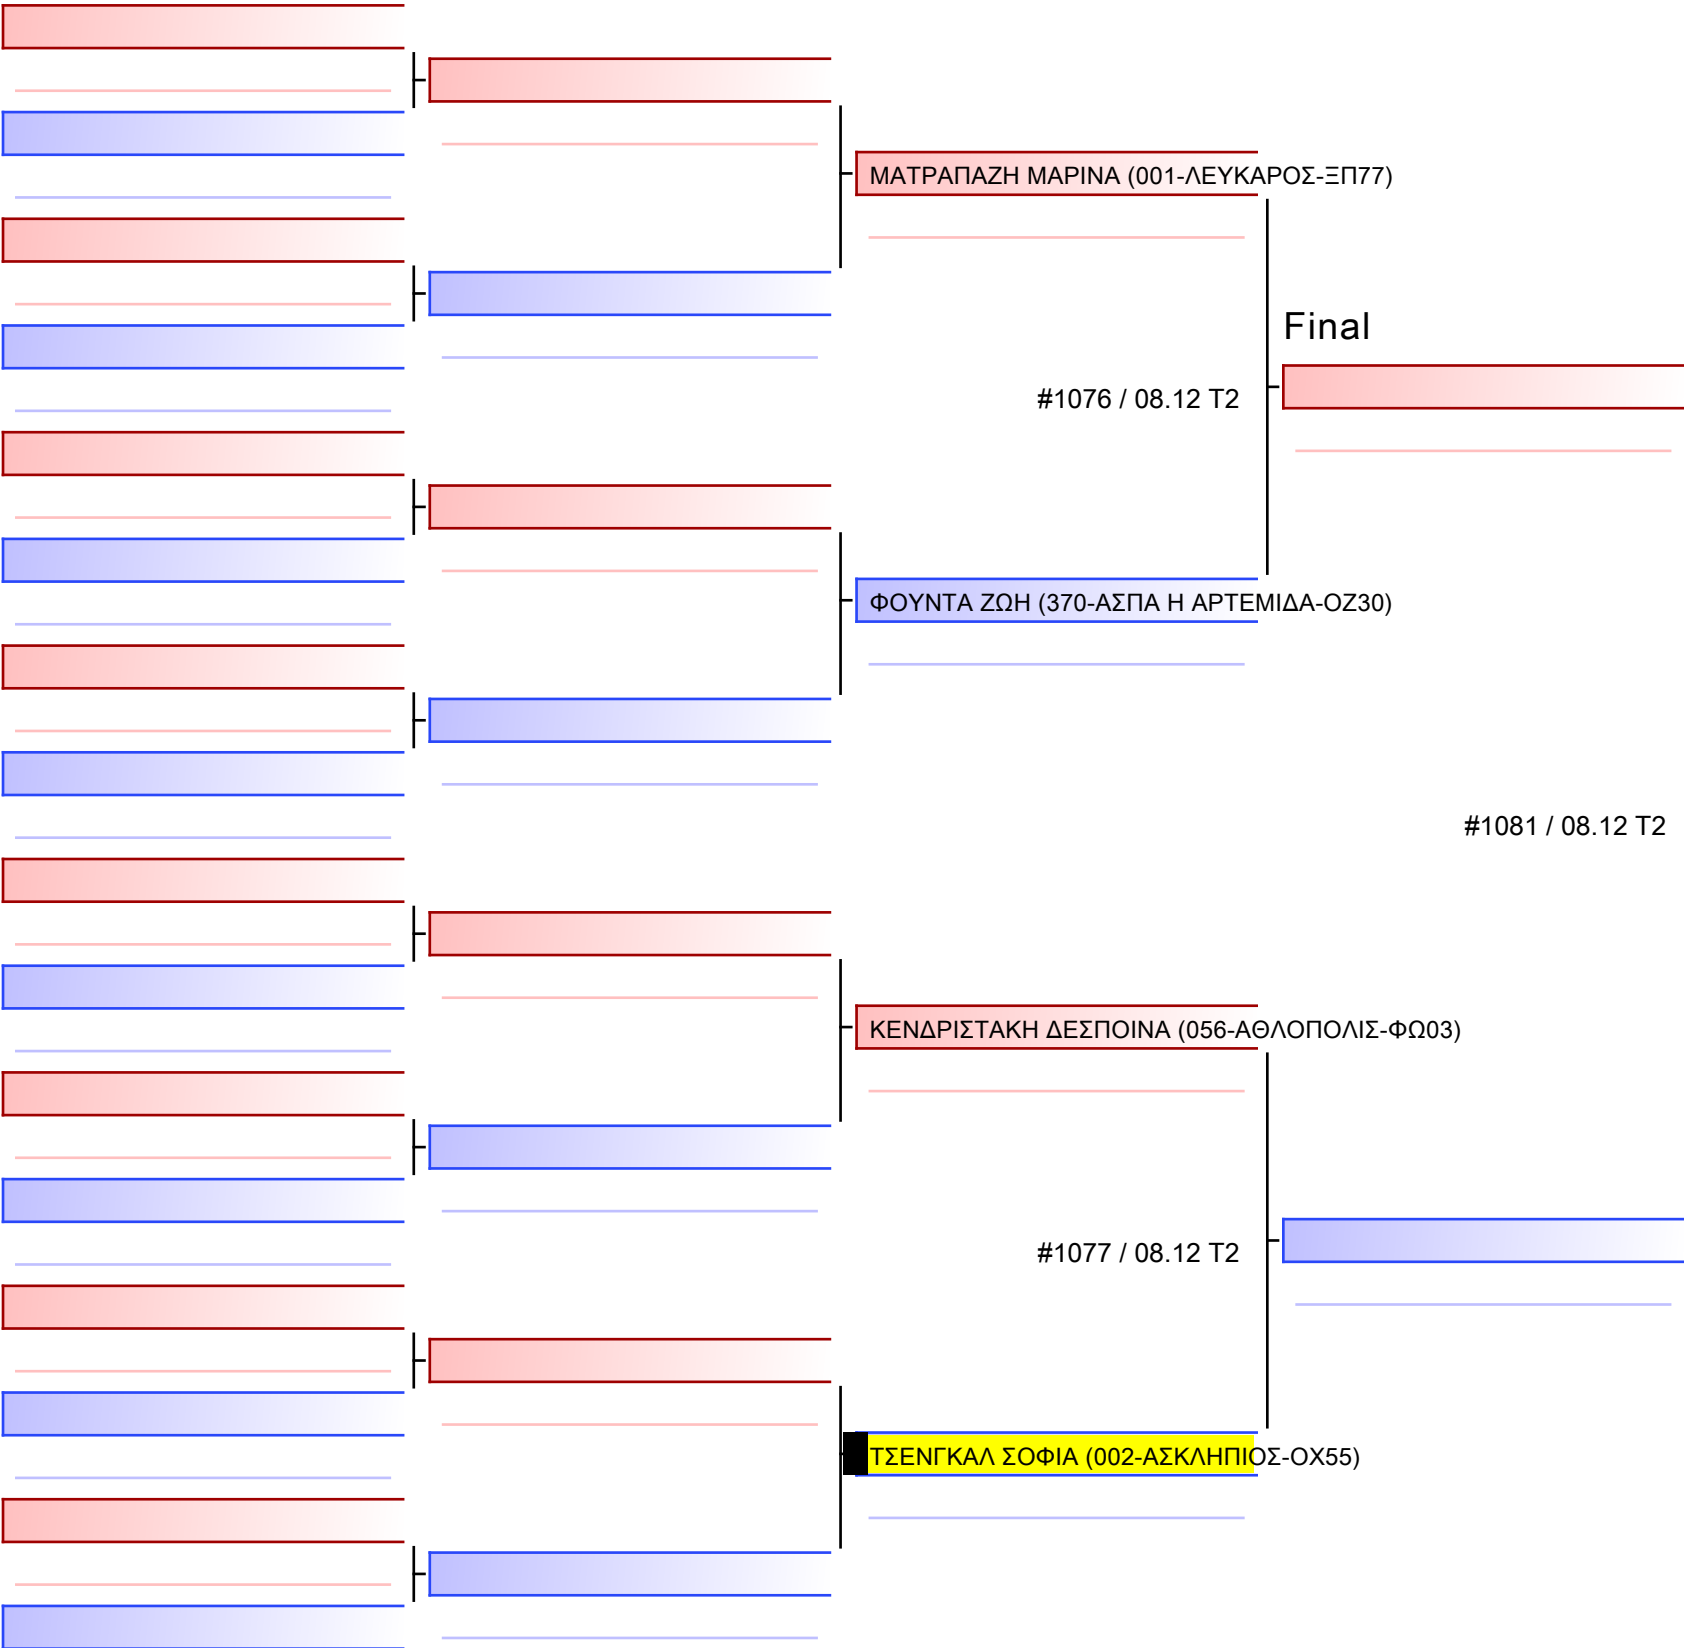 ΜΑΤΡΑΠΑΖΗ ΜΑΡΙΝΑ (001-ΛΕΥΚΑΡΟΣ-ΞΠ77)
Final
#1076 / 08.12 T2
ΦΟΥΝΤΑ ΖΩΗ (370-ΑΣΠΑ Η ΑΡΤΕΜΙΔΑ-ΟΖ30)
#1081 / 08.12 T2
ΚΕΝΔΡΙΣΤΑΚΗ ΔΕΣΠΟΙΝΑ (056-ΑΘΛΟΠΟΛΙΣ-ΦΩ03)
#1077 / 08.12 T2
ΤΣΕΝΓΚΑΛ ΣΟΦΙΑ (002-ΑΣΚΛΗΠΙΟΣ-ΟΧ55)